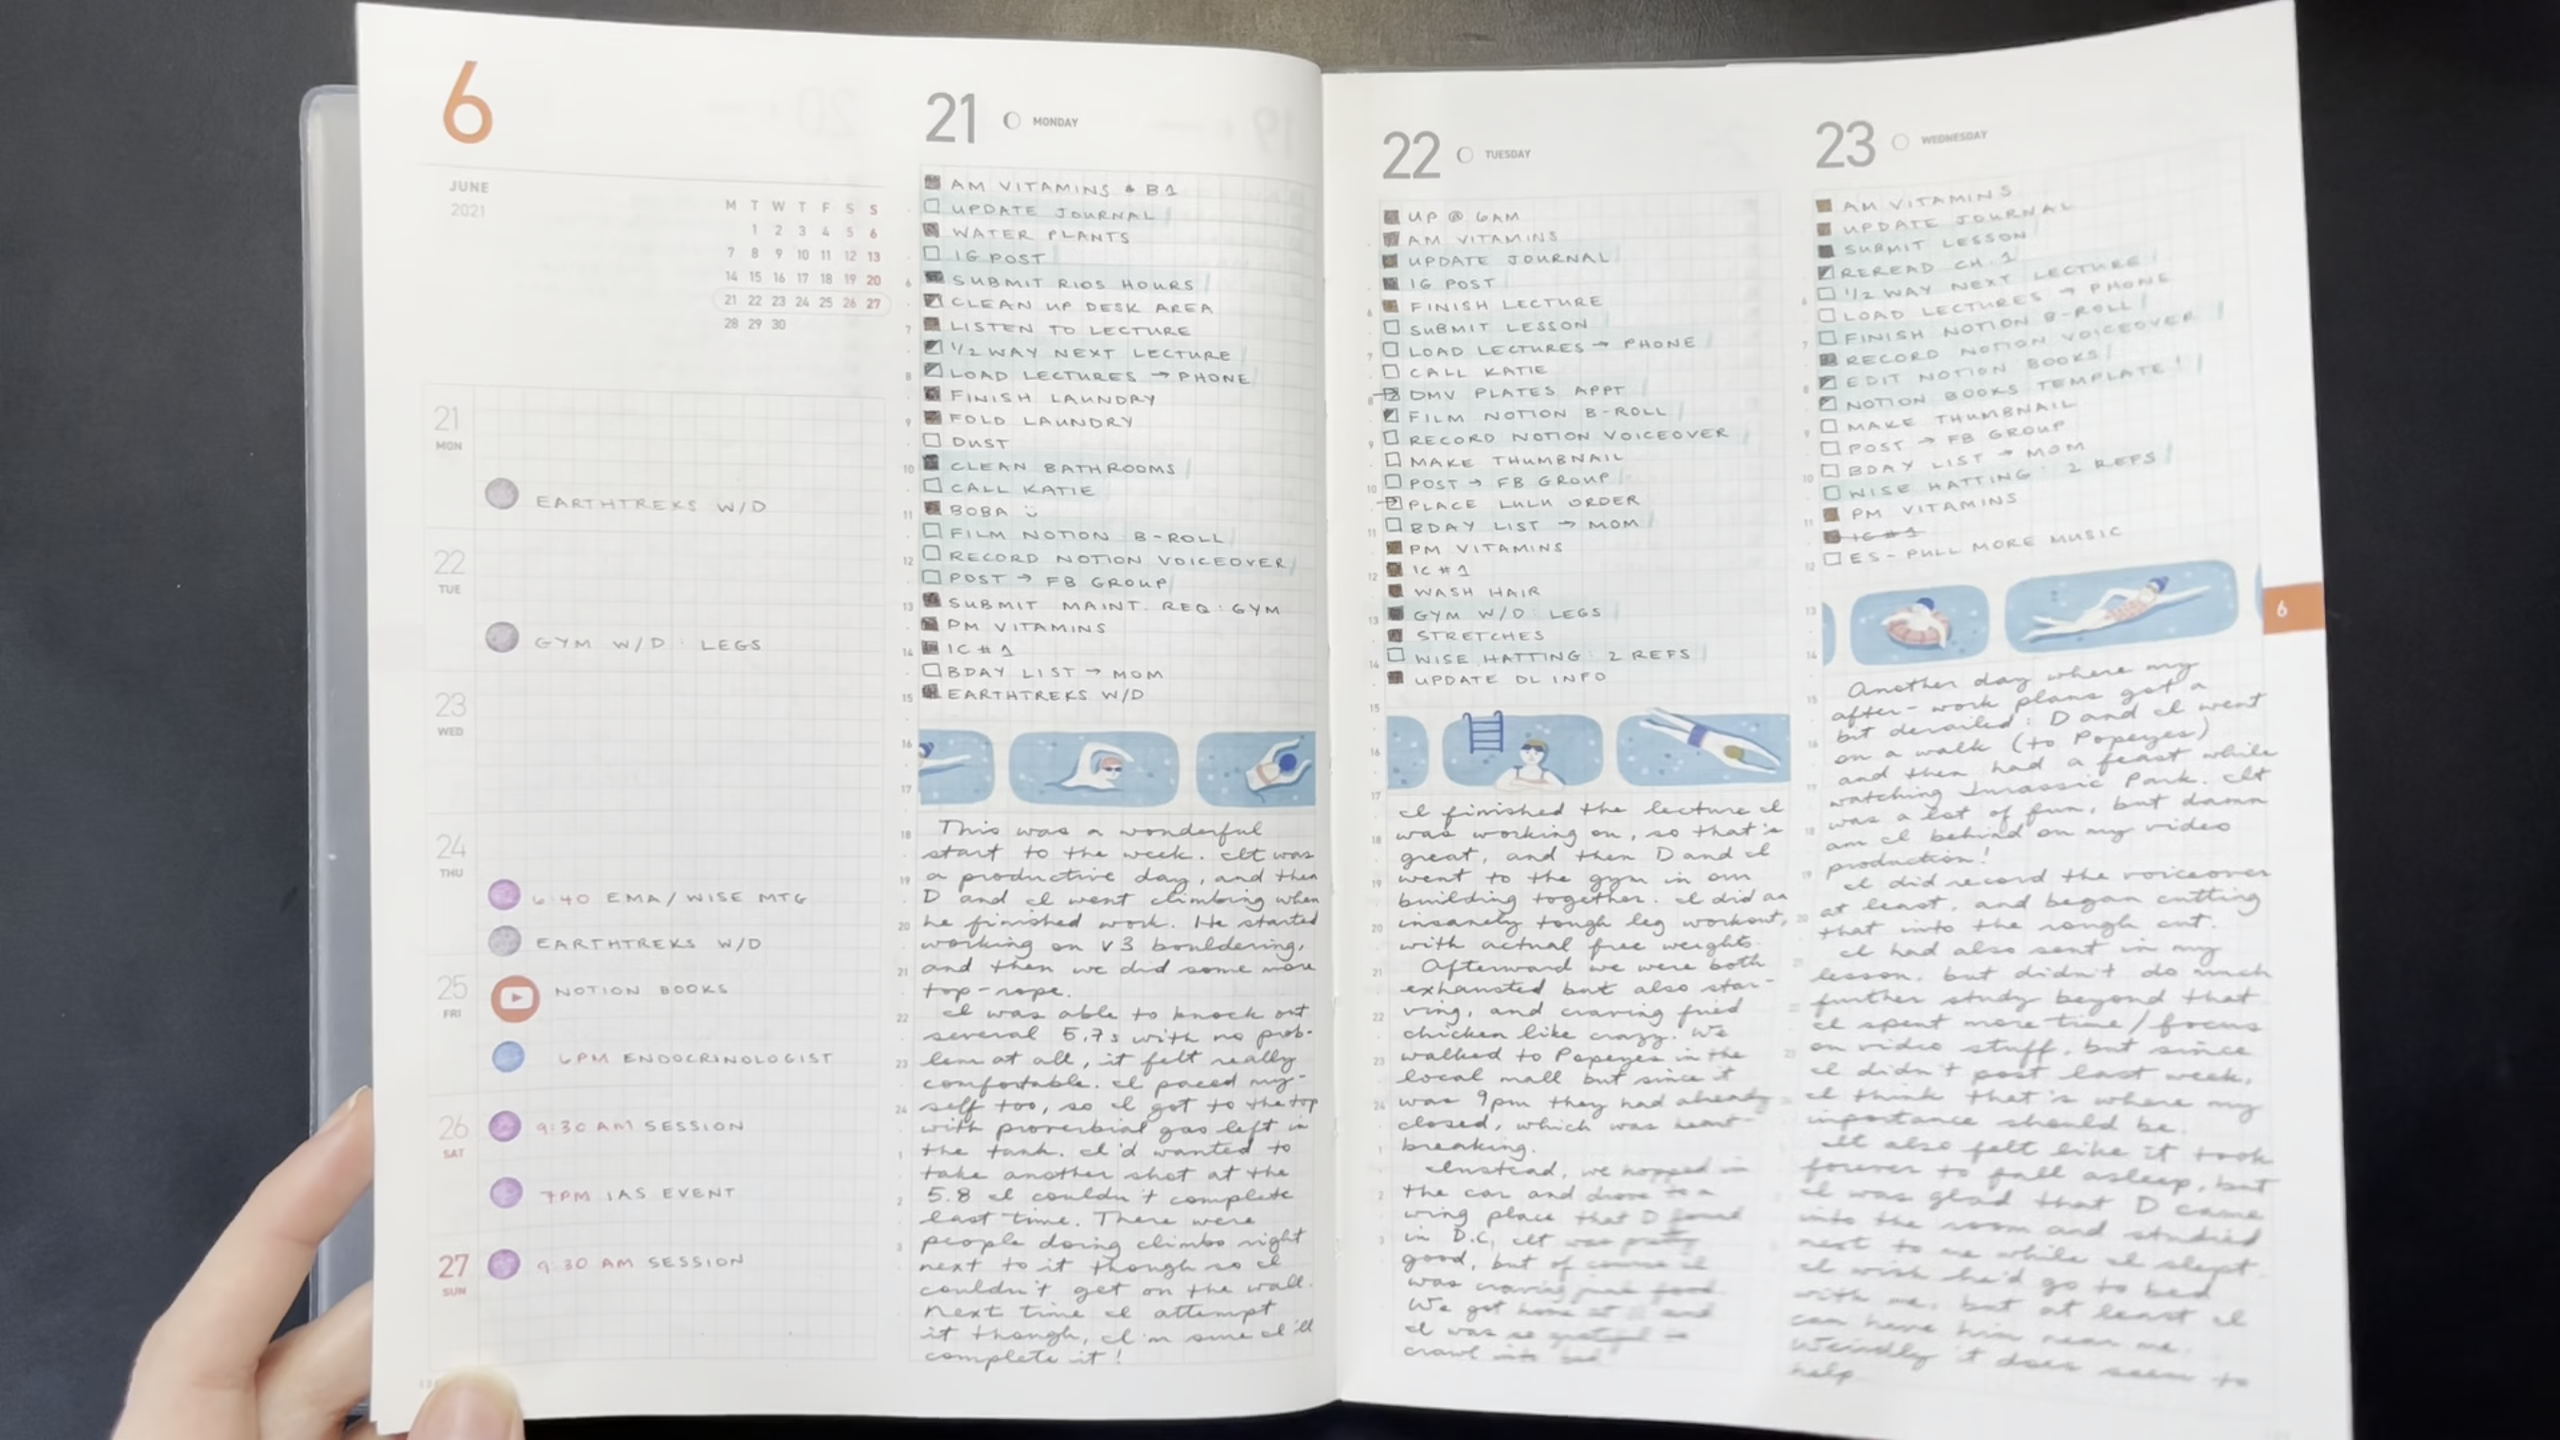 6
JUNE
2021
M T W T F S S
1 2 3 4 5 6
7 8 9 10 11 12 13
14 15 16 17 18 19 20
21 22 23 24 25 26 27
28 29 30
21
MON
EARTHTREKS W/D
22
TUE
GYM W/D : LEGS
23
WED
24
THU
6:40 EMA/WISE MTG
EARTHTREKS W/D
25
FRI
NOTION BOOKS
6PM ENDOCRINOLOGIST
26
SAT
9:30 AM SESSION
7PM IAS EVENT
27
SUN
9:30 AM SESSION
21 MONDAY
AM VITAMINS & B1
UPDATE JOURNAL
WATER PLANTS
IG POST
SUBMIT RIOS HOURS
CLEAN UP DESK AREA
LISTEN TO LECTURE
1/2 WAY NEXT LECTURE
LOAD LECTURES → PHONE
FINISH LAUNDRY
FOLD LAUNDRY
DUST
CLEAN BATHROOMS
CALL KATIE
BOBA
FILM NOTION B-ROLL
RECORD NOTION VOICEOVER
POST → FB GROUP
SUBMIT MAINT. REQ : GYM
PM VITAMINS
IC #1
BDAY LIST → MOM
EARTHTREKS W/D
This was a wonderful
start to the week. It was
a productive day, and then
D and I went climbing when
he finished work. He started
working on V3 bouldering,
and then we did some more
top-rope.
I was able to knock out
several 5.7s with no prob-
lem at all, it felt really
comfortable. I paced my-
self too, so I got to the top
with proverbial gas left in
the tank. I'd wanted to
take another shot at the
5.8 I couldn't complete
last time. There were
people doing climbs right
next to it though so I
couldn't get on the wall.
Next time I attempt
it though, I'm sure I'll
complete it!
22 TUESDAY
UP @ 6AM
AM VITAMINS
UPDATE JOURNAL
IG POST
FINISH LECTURE
SUBMIT LESSON
LOAD LECTURES → PHONE
CALL KATIE
DMV PLATES APPT
FILM NOTION B-ROLL
RECORD NOTION VOICEOVER
MAKE THUMBNAIL
POST → FB GROUP
PLACE LULU ORDER
BDAY LIST → MOM
PM VITAMINS
IC #1
WASH HAIR
GYM W/D : LEGS
STRETCHES
WISE HATTING : 2 REFS
UPDATE DL INFO
I finished the lecture I
was working on, so that's
great, and then D and I
went to the gym in our
building together. I did an
insanely tough leg workout,
with actual free weights.
Afterward we were both
exhausted but also star-
ving, and craving fried
chicken like crazy. We
walked to Popeyes in the
local mall but since it
was 9pm they had already
closed, which was heart-
breaking.
Instead, we hopped in
the car and drove to a
wing place that D found
in D.C. It was pretty
good, but of course I
was craving
We got home at and
I was so
crawl
23 WEDNESDAY
AM VITAMINS
UPDATE JOURNAL
SUBMIT LESSON
REREAD CH. 1
1/2 WAY NEXT LECTURE
LOAD LECTURES → PHONE
FINISH NOTION B-ROLL
RECORD NOTION VOICEOVER
EDIT NOTION BOOKS
NOTION BOOKS TEMPLATE!
MAKE THUMBNAIL
POST → FB GROUP
BDAY LIST → MOM
WISE HATTING : 2 REFS
PM VITAMINS
IC #1
ES - PULL MORE MUSIC
6
Another day where my
after-work plans got a
bit derailed : D and I went
on a walk (to Popeyes)
and then had a feast while
watching Jurassic Park. It
was a lot of fun, but damn
am I behind on my video
production!
I did record the voiceover
at least, and began cutting
that into the rough cut.
I had also sent in my
lesson, but didn't do much
further study beyond that.
I spent more time/focus
on video stuff, but since
I didn't post last week,
I think that's where my
importance should be.
It also felt like it took
forever to fall asleep, but
I was glad that D came
into the room and studied
next to me while I slept.
I wish he'd go to bed
with me, but at least I
can have him near me.
Weirdly it does seem to
help